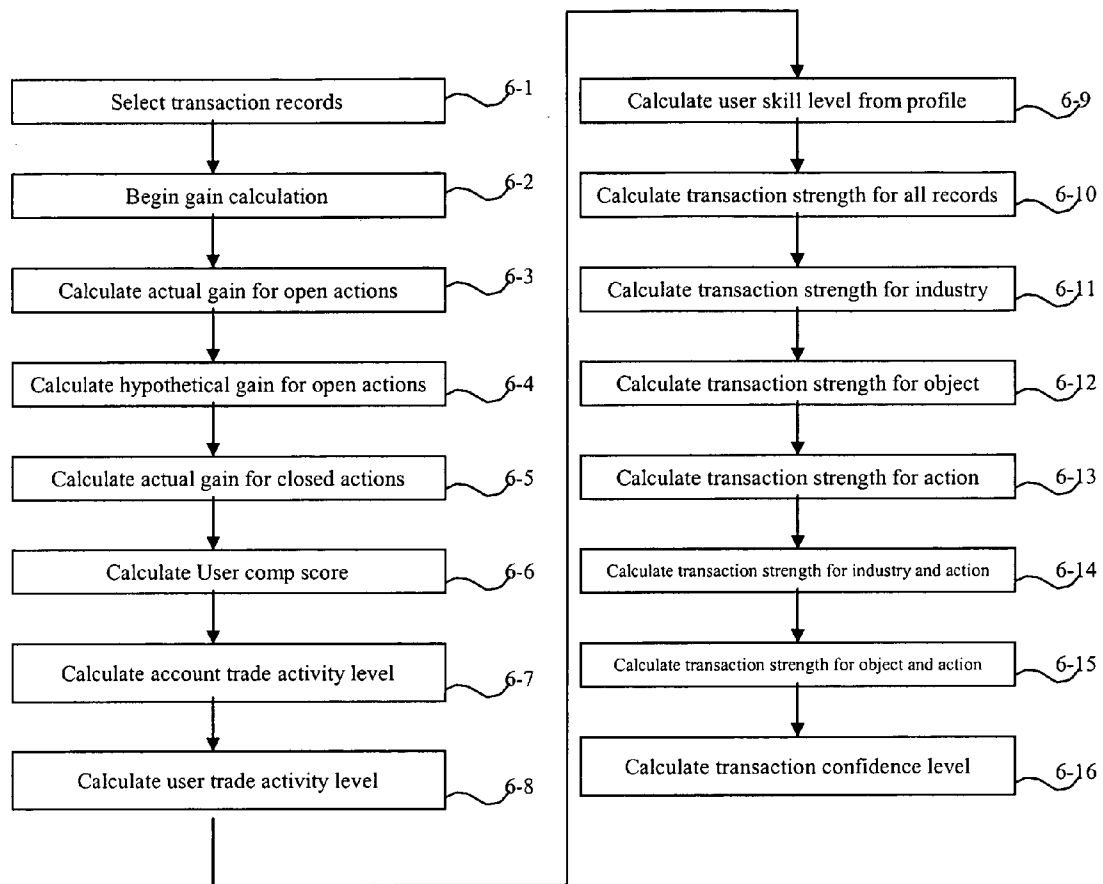 Select transaction records
6-1
Begin gain calculation
6-2
Calculate actual gain for open actions
6-3
Calculate hypothetical gain for open actions
6-4
Calculate actual gain for closed actions
6-5
Calculate User comp score
6-6
Calculate account trade activity level
6-7
Calculate user trade activity level
6-8
Calculate user skill level from profile
6-9
Calculate transaction strength for all records
6-10
Calculate transaction strength for industry
6-11
Calculate transaction strength for object
6-12
Calculate transaction strength for action
6-13
Calculate transaction strength for industry and action
6-14
Calculate transaction strength for object and action
6-15
Calculate transaction confidence level
6-16